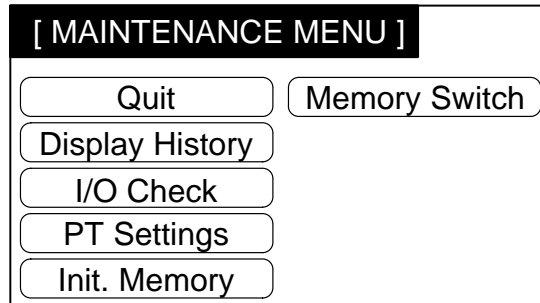 [ MAINTENANCE MENU ]
Quit
Memory Switch
Display History
I/O Check
PT Settings
Init. Memory